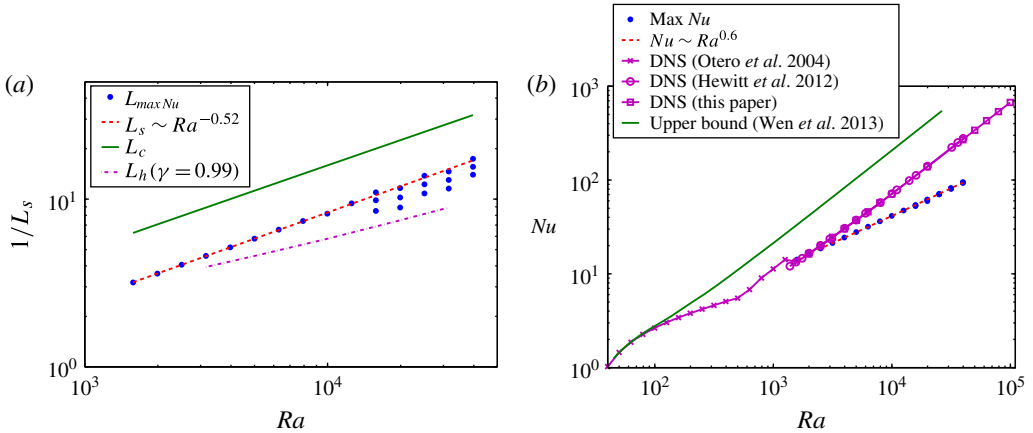 (a)
L_{maxNu}
L_s ∼ Ra^{−0.52}
L_c
L_h(γ = 0.99)
1/L_s
10^1
10^0
10^3
10^4
Ra
(b)
Max Nu
Nu ∼ Ra^{0.6}
DNS (Otero et al. 2004)
DNS (Hewitt et al. 2012)
DNS (this paper)
Upper bound (Wen et al. 2013)
Nu
10^3
10^2
10^1
10^0
10^2
10^3
10^4
10^5
Ra